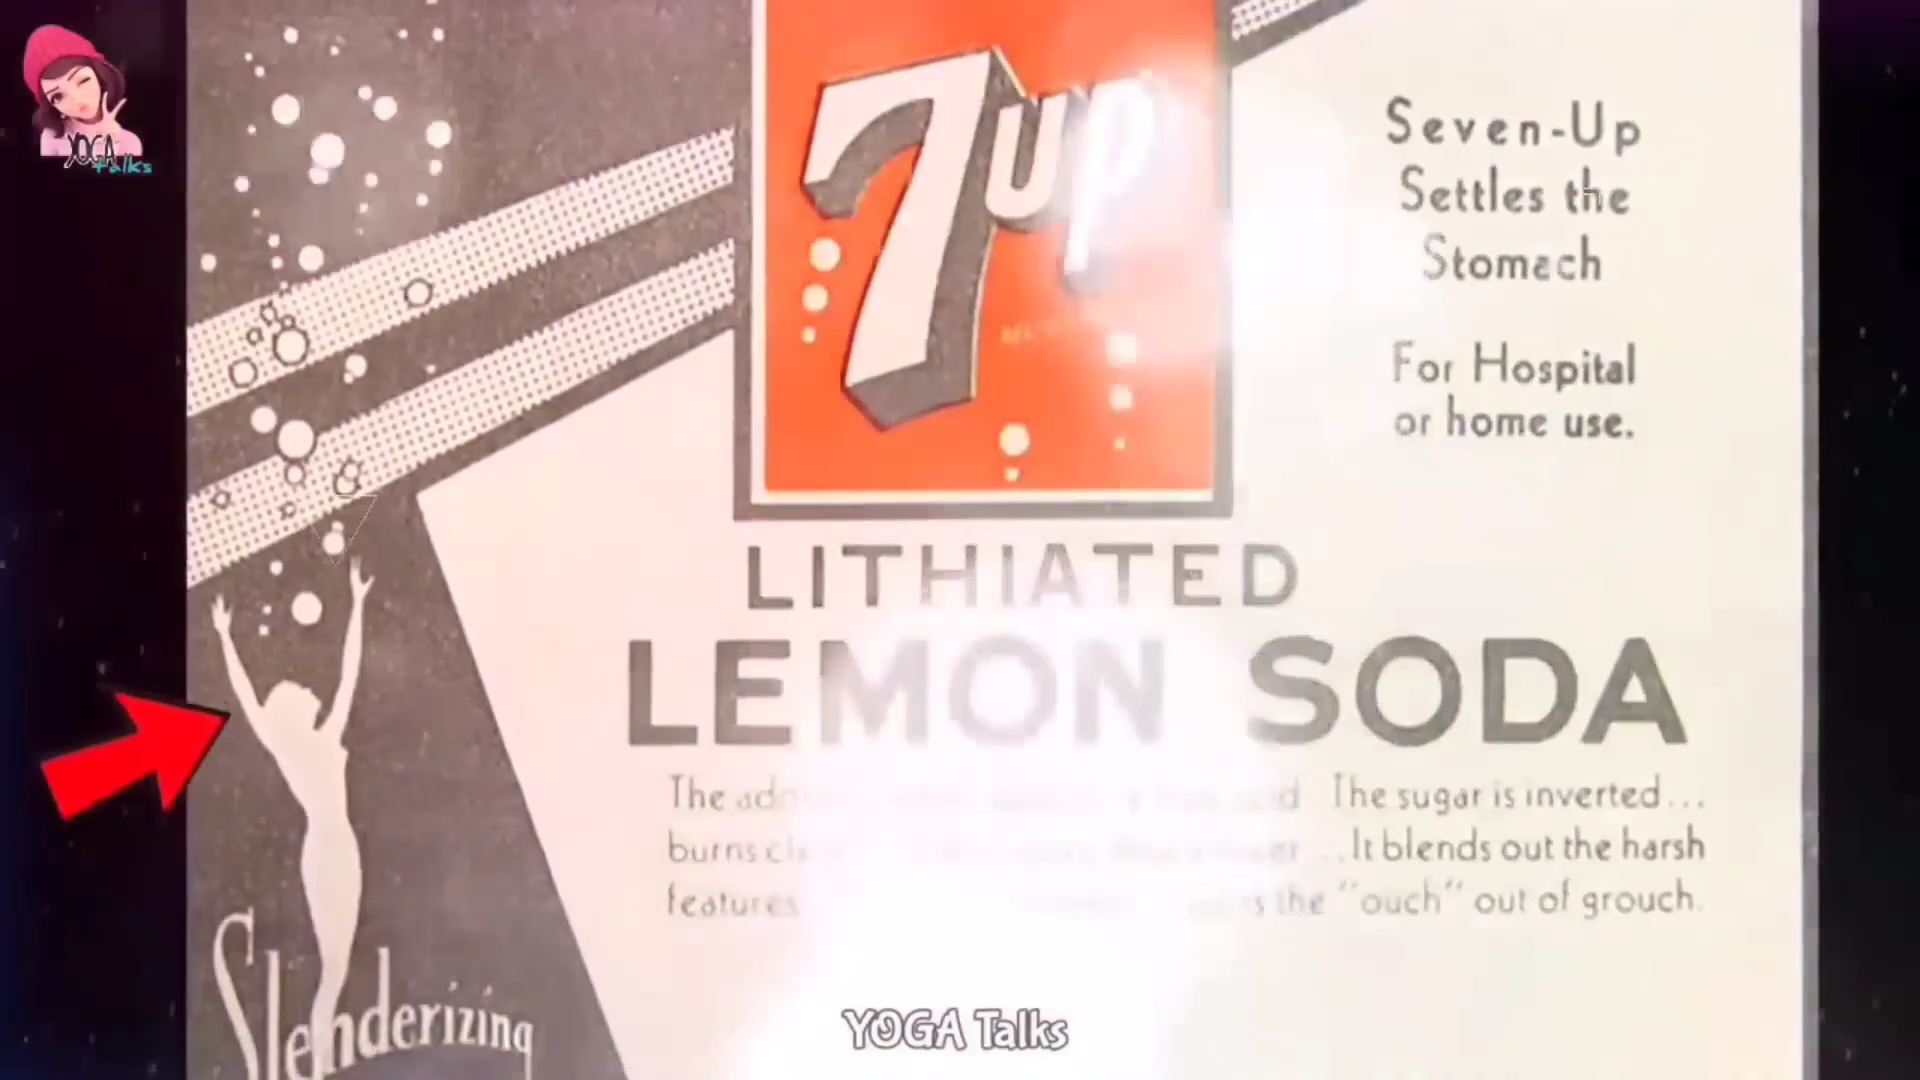 YOGA
Talks
7up
Seven-Up
Settles the
Stomach
For Hospital
or home use.
LITHIATED
LEMON SODA
The The sugar is inverted...
burns ...It blends out the harsh
features the "ouch" out of grouch.
Slenderizing
YOGA Talks